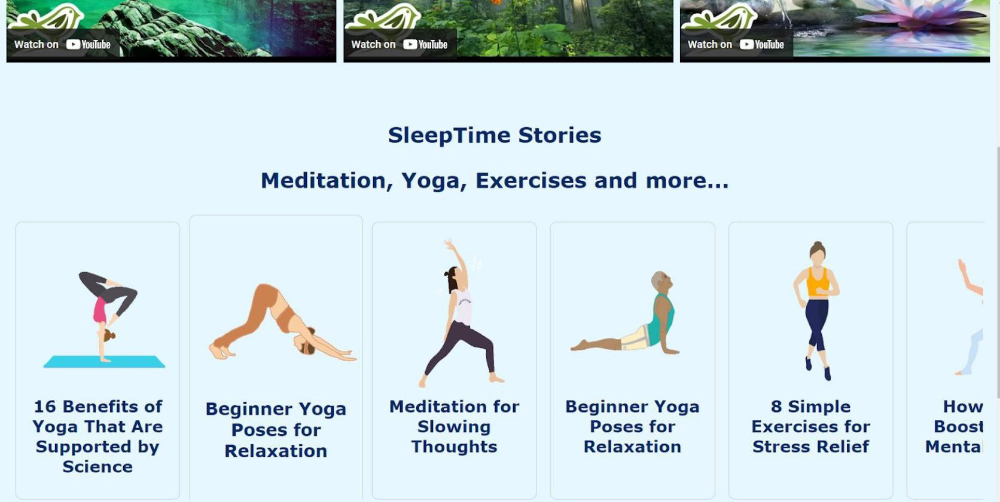 Watch on YouTube
Watch on YouTube
Watch on YouTube
SleepTime Stories
Meditation, Yoga, Exercises and more...
16 Benefits of
Yoga That Are
Supported by
Science
Beginner Yoga
Poses for
Relaxation
Meditation for
Slowing
Thoughts
Beginner Yoga
Poses for
Relaxation
8 Simple
Exercises for
Stress Relief
How
Boost
Mental